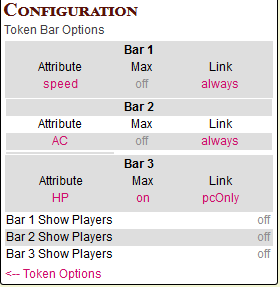 CONFIGURATION
Token Bar Options
Bar 1
Attribute Max Link
speed off always
Bar 2
Attribute Max Link
AC off always
Bar 3
Attribute Max Link
HP on pcOnly
Bar 1 Show Players off
Bar 2 Show Players off
Bar 3 Show Players off
<-- Token Options